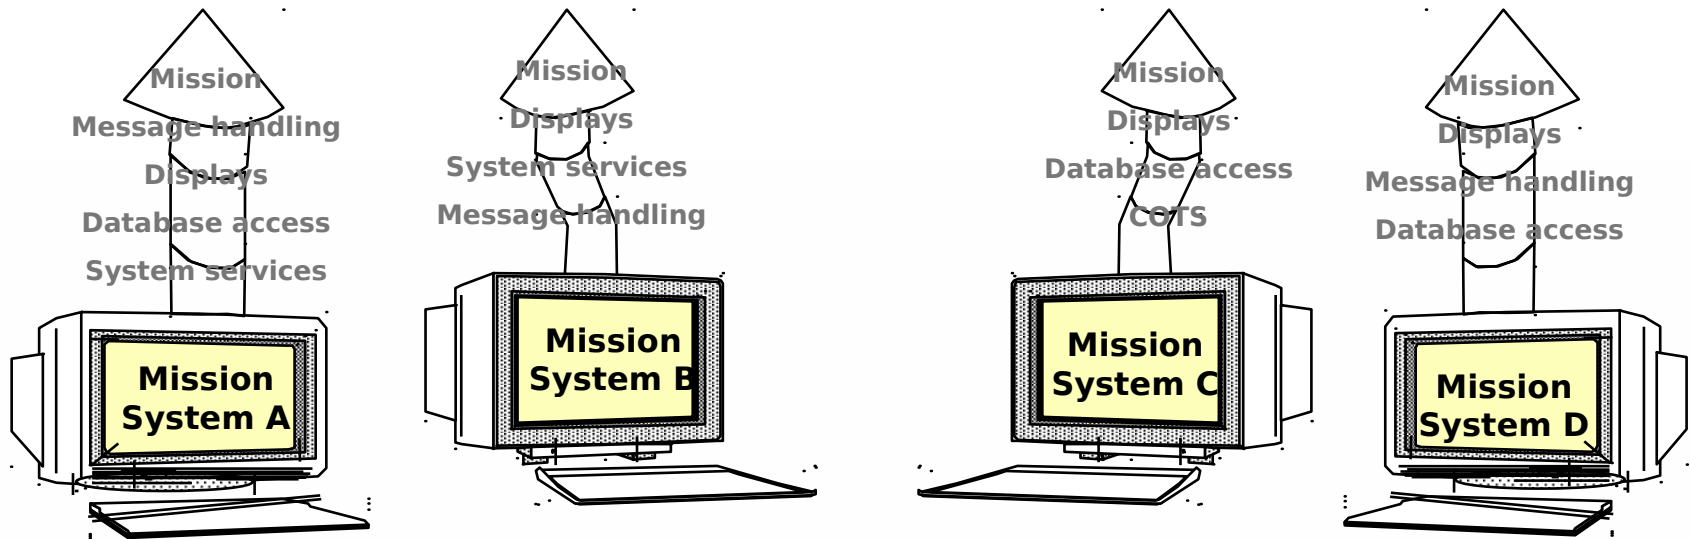 Mission
Message handling
Displays
Database access
System services
Mission
System A
Mission
Displays
System services
Message handling
Mission
System B
Mission
Displays
Database access
COTS
Mission
System C
Mission
Displays
Message handling
Database access
Mission
System D